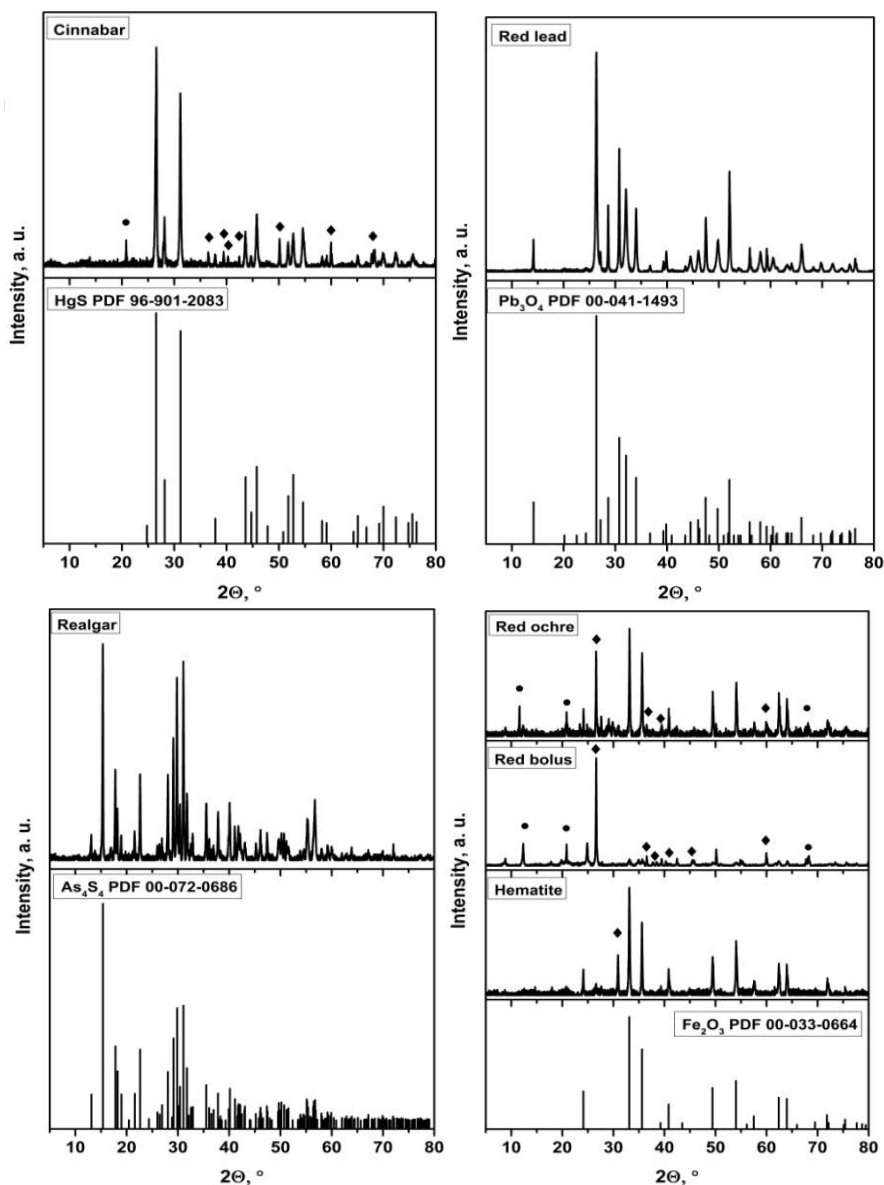 Cinnabar
Intensity, a. u.
HgS PDF 96-901-2083
10 20 30 40 50 60 70 80
2Θ, °
Red lead
Intensity, a. u.
Pb₃O₄ PDF 00-041-1493
10 20 30 40 50 60 70 80
2Θ, °
Realgar
Intensity, a. u.
As₄S₄ PDF 00-072-0686
10 20 30 40 50 60 70 80
2Θ, °
Red ochre
Red bolus
Intensity, a. u.
Hematite
Fe₂O₃ PDF 00-033-0664
10 20 30 40 50 60 70 80
2Θ, °